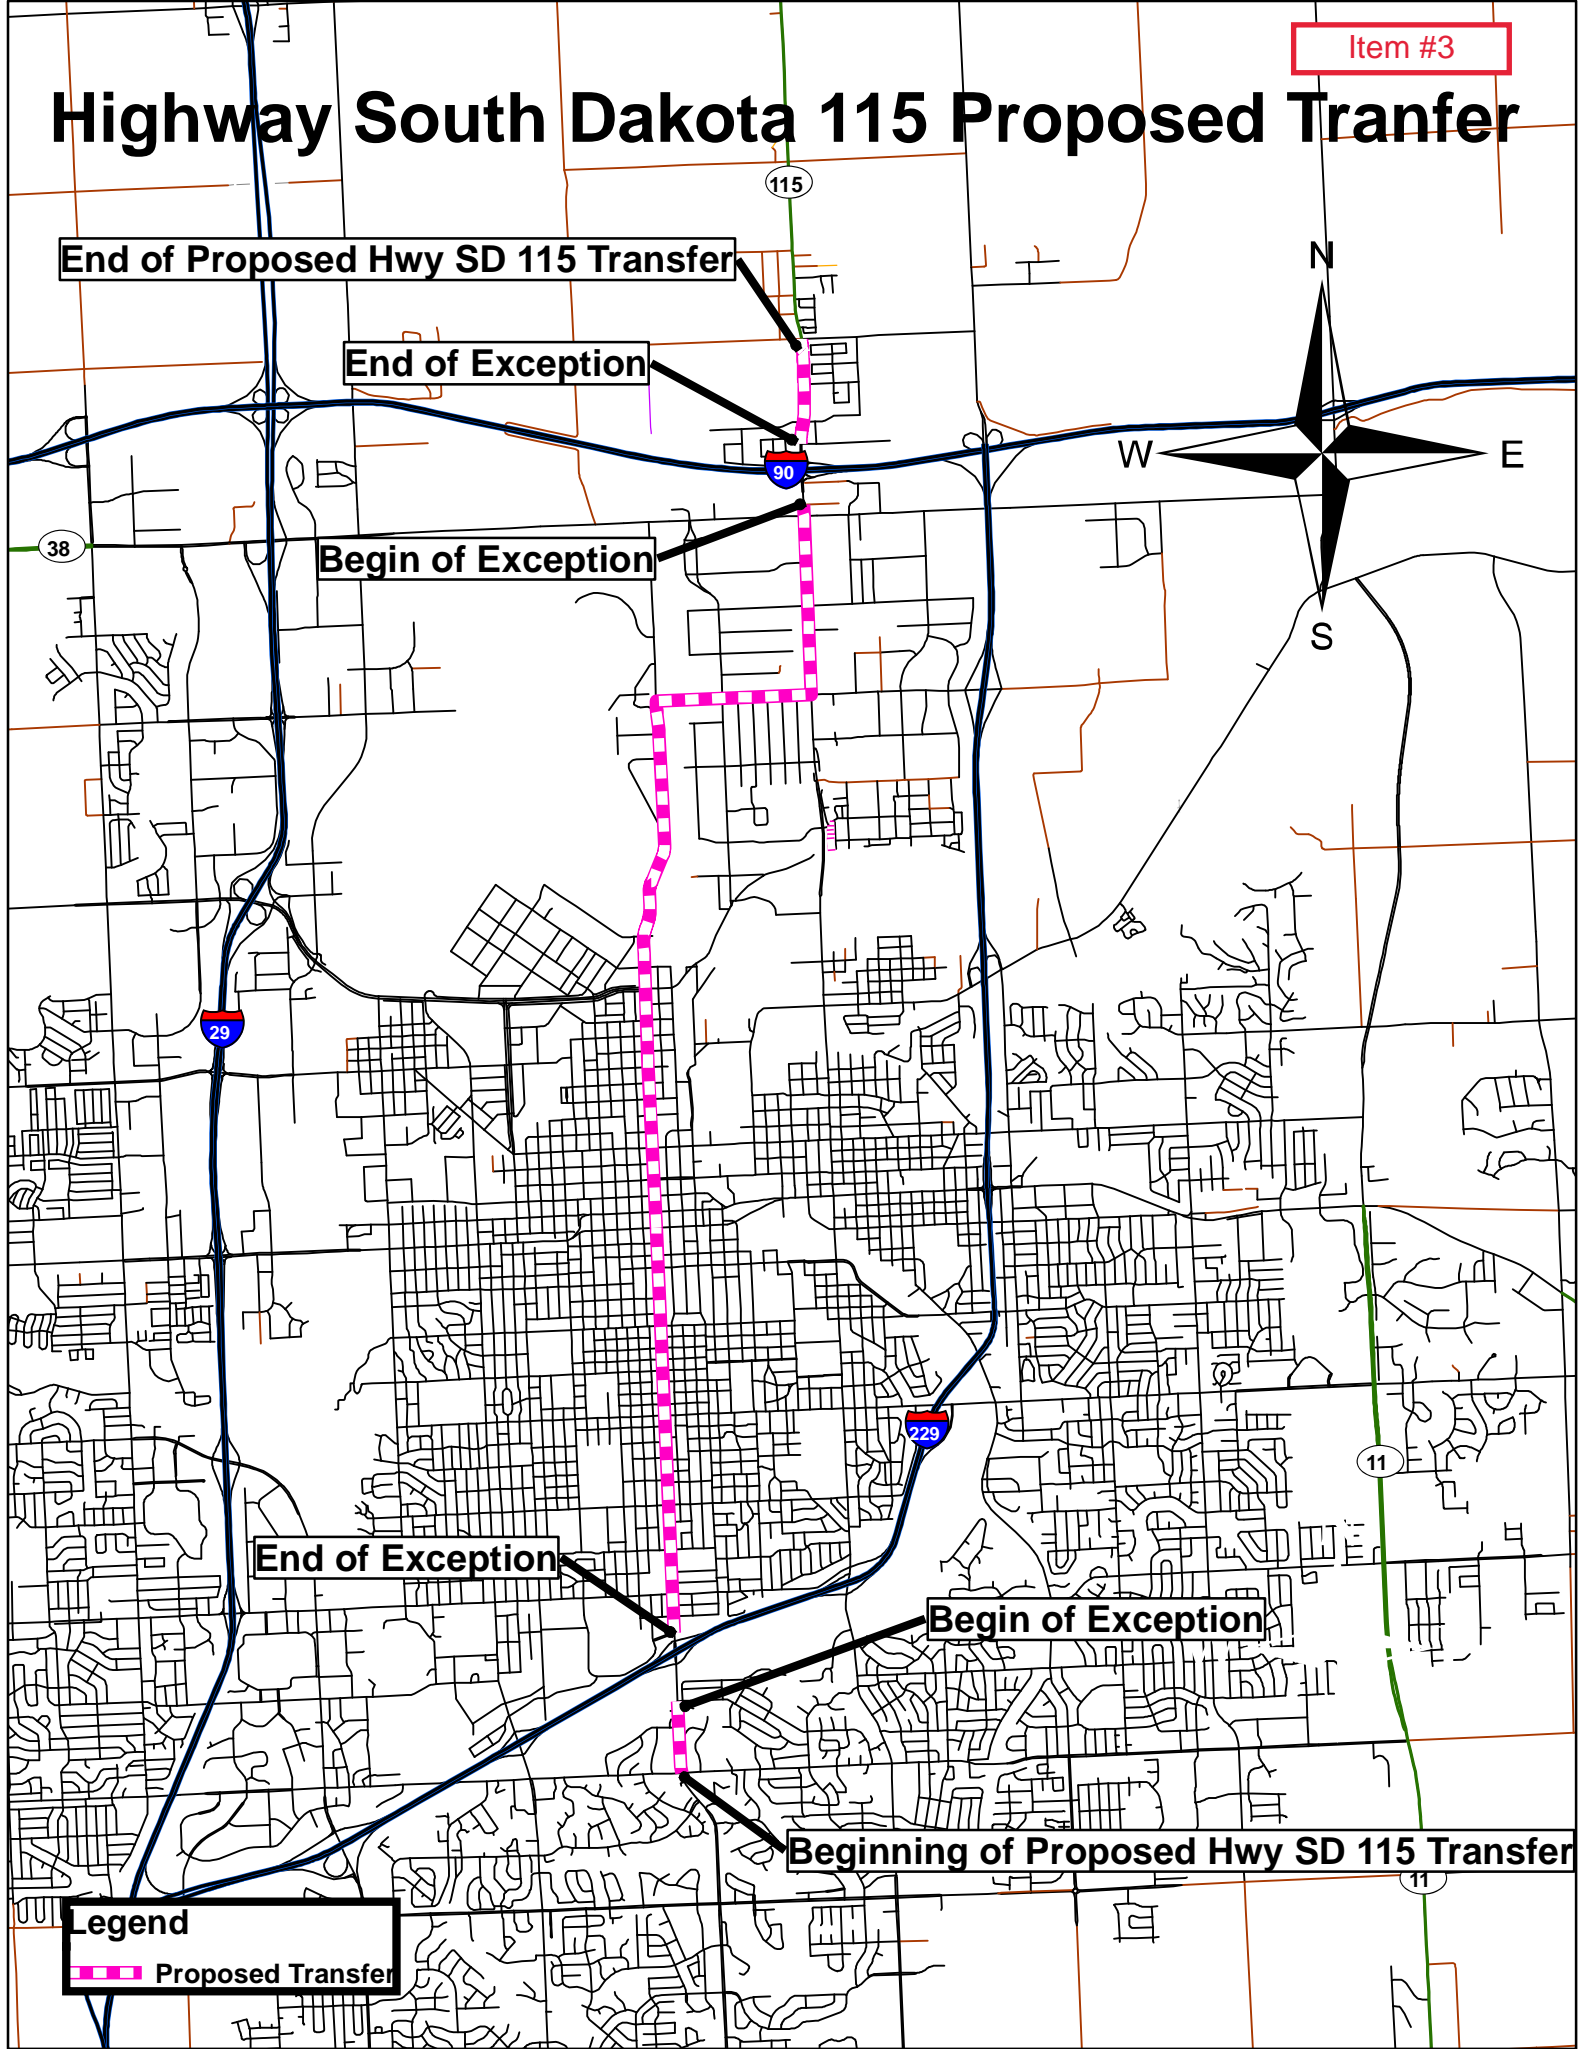 Item #3
Highway South Dakota 115 Proposed Tranfer
115
End of Proposed Hwy SD 115 Transfer
N
End of Exception
W
E
90
38
Begin of Exception
S
29
229
11
End of Exception
Begin of Exception
Beginning of Proposed Hwy SD 115 Transfer
11
Legend
Proposed Transfer